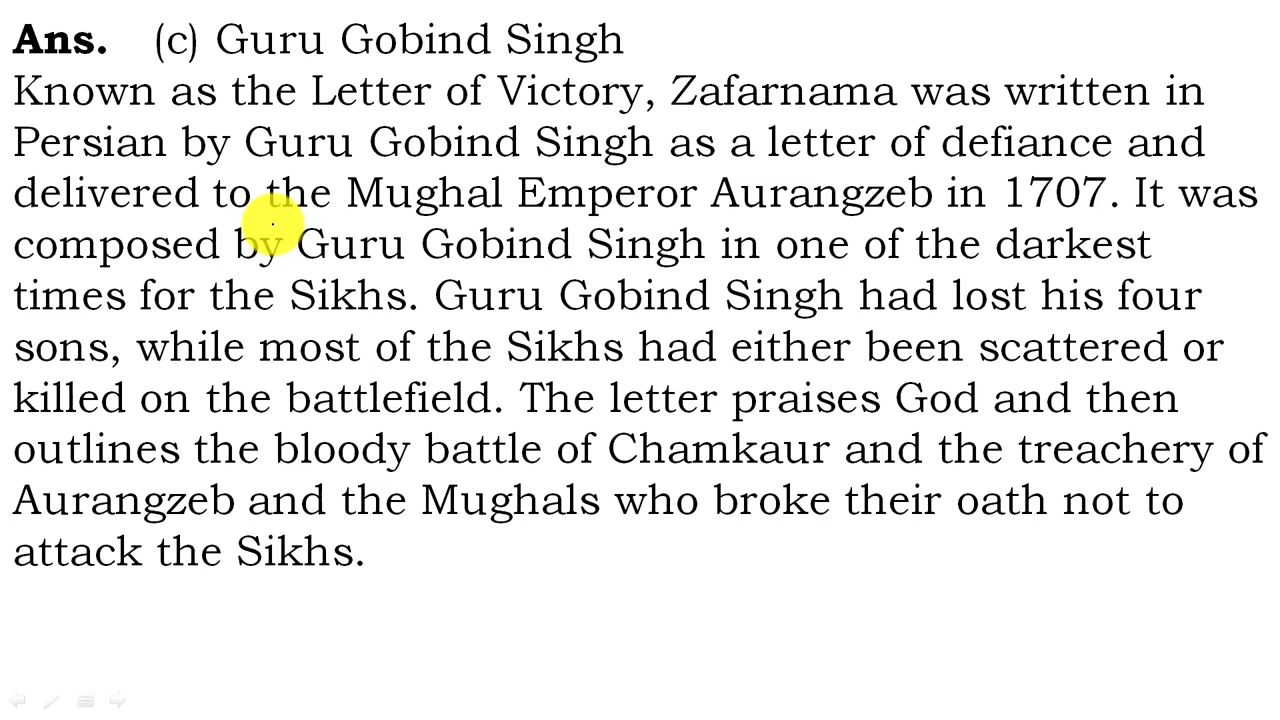 Ans. (c) Guru Gobind Singh
Known as the Letter of Victory, Zafarnama was written in
Persian by Guru Gobind Singh as a letter of defiance and
delivered to the Mughal Emperor Aurangzeb in 1707. It was
composed by Guru Gobind Singh in one of the darkest
times for the Sikhs. Guru Gobind Singh had lost his four
sons, while most of the Sikhs had either been scattered or
killed on the battlefield. The letter praises God and then
outlines the bloody battle of Chamkaur and the treachery of
Aurangzeb and the Mughals who broke their oath not to
attack the Sikhs.